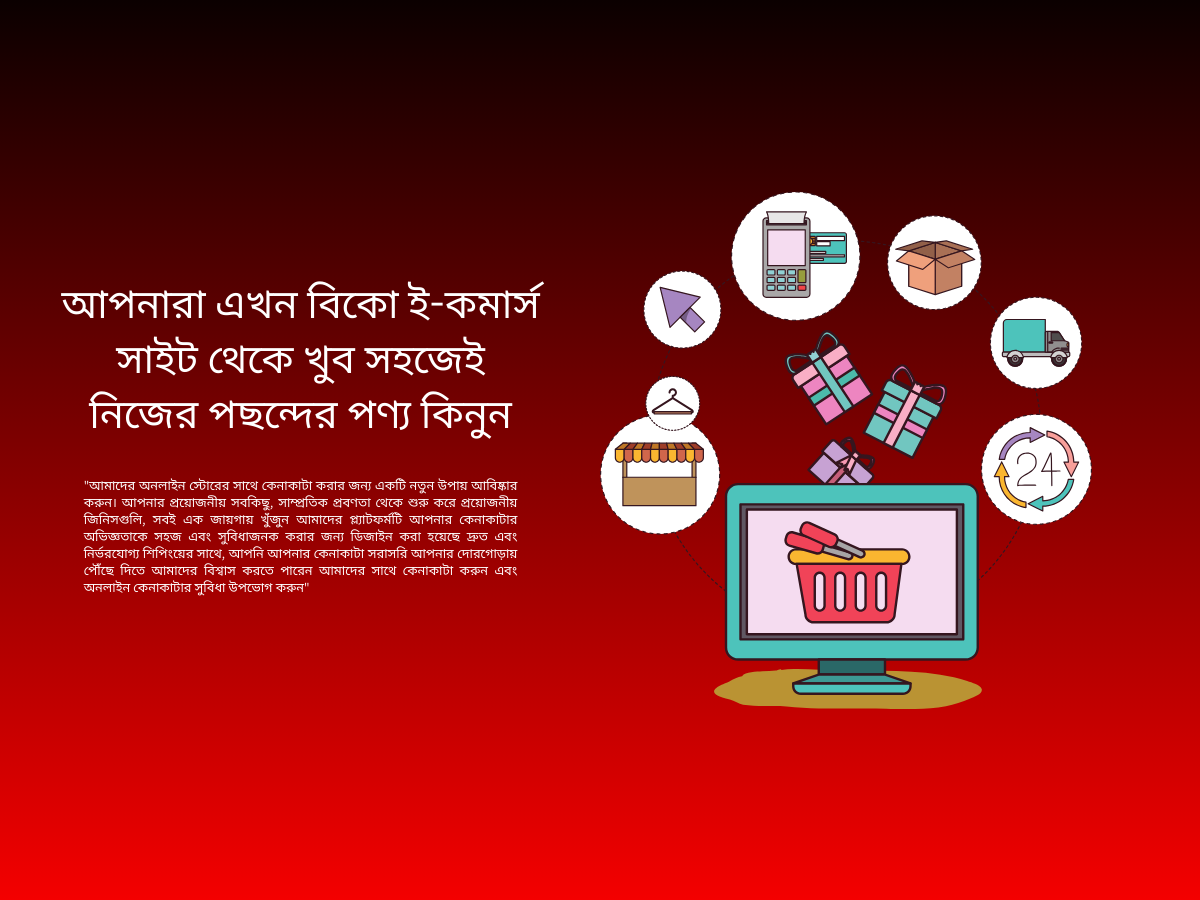 আপনারা এখন বিকো ই-কমার্স
সাইট থেকে খুব সহজেই
নিজের পছন্দের পণ্য কিনুন
"আমাদের অনলাইন স্টোরের সাথে কেনাকাটা করার জন্য একটি নতুন উপায় আবিষ্কার
করুন। আপনার প্রয়োজনীয় সবকিছু, সাম্প্রতিক প্রবণতা থেকে শুরু করে প্রয়োজনীয়
জিনিসগুলি, সবই এক জায়গায় খুঁজুন আমাদের প্ল্যাটফর্মটি আপনার কেনাকাটার
অভিজ্ঞতাকে সহজ এবং সুবিধাজনক করার জন্য ডিজাইন করা হয়েছে দ্রুত এবং
নির্ভরযোগ্য শিপিংয়ের সাথে, আপনি আপনার কেনাকাটা সরাসরি আপনার দোরগোড়ায়
পৌঁছে দিতে আমাদের বিশ্বাস করতে পারেন আমাদের সাথে কেনাকাটা করুন এবং
অনলাইন কেনাকাটার সুবিধা উপভোগ করুন"
24